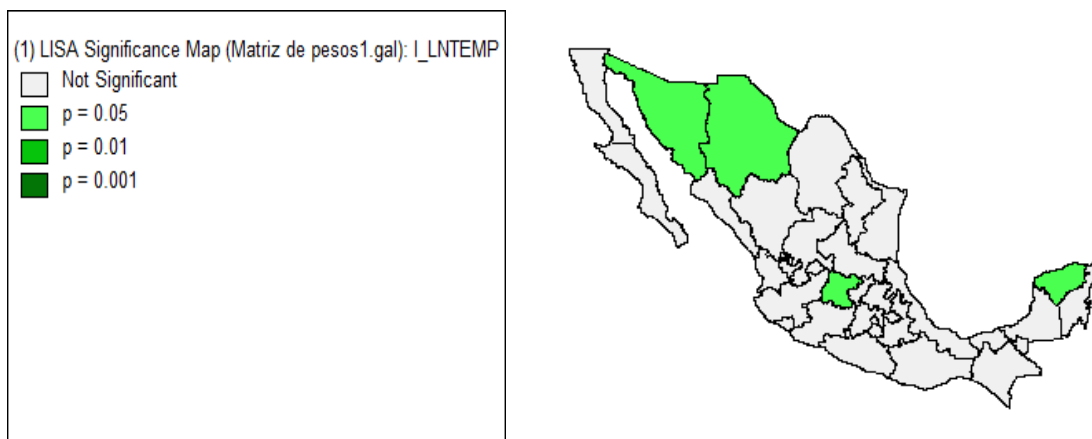 (1) LISA Significance Map (Matriz de pesos1.gal): I_LNTEMP
Not Significant
p = 0.05
p = 0.01
p = 0.001